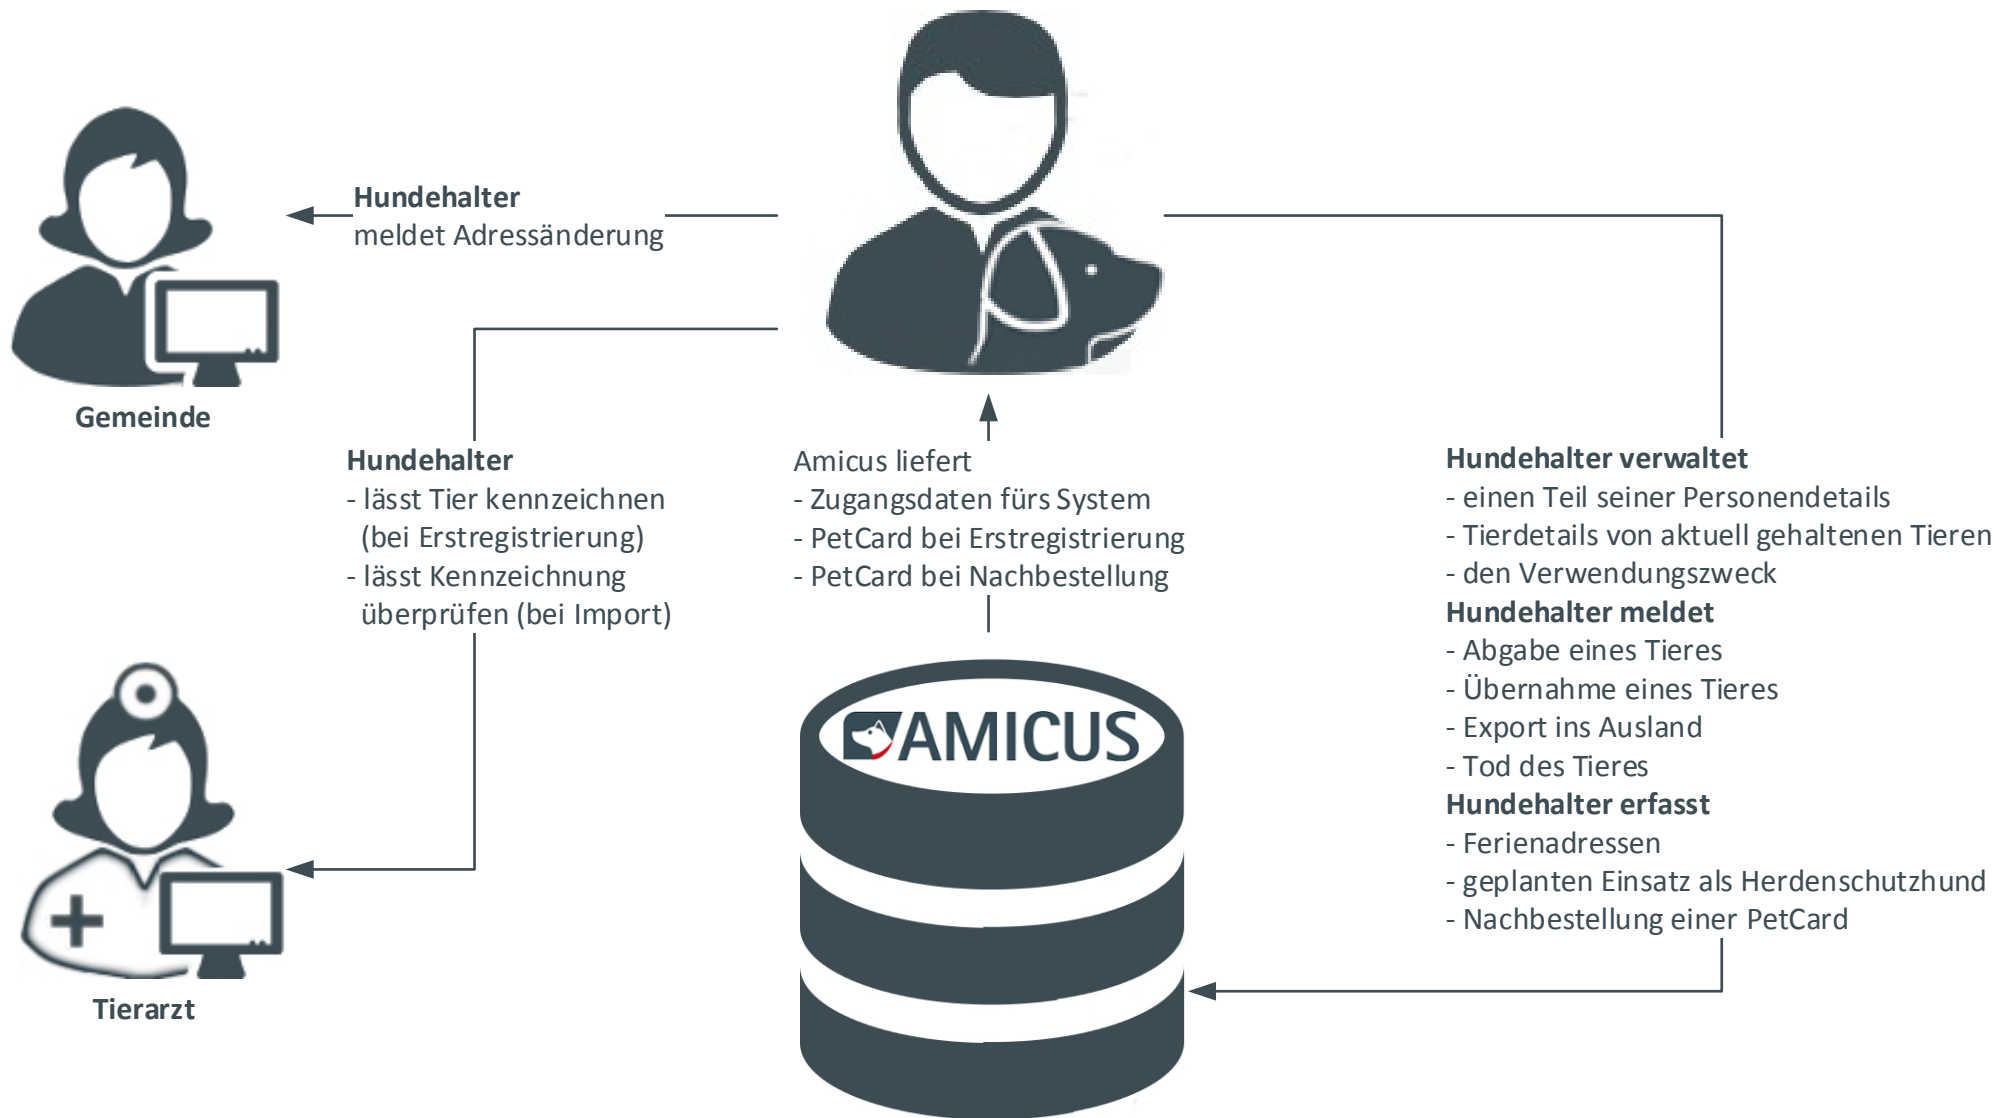 Hundehalter
meldet Adressänderung
Gemeinde
Hundehalter
- lässt Tier kennzeichnen
(bei Erstregistrierung)
- lässt Kennzeichnung
überprüfen (bei Import)
Tierarzt
Amicus liefert
- Zugangsdaten fürs System
- PetCard bei Erstregistrierung
- PetCard bei Nachbestellung
AMICUS
Hundehalter verwaltet
- einen Teil seiner Personendetails
- Tierdetails von aktuell gehaltenen Tieren
- den Verwendungszweck
Hundehalter meldet
- Abgabe eines Tieres
- Übernahme eines Tieres
- Export ins Ausland
- Tod des Tieres
Hundehalter erfasst
- Ferienadressen
- geplanten Einsatz als Herdenschutzhund
- Nachbestellung einer PetCard